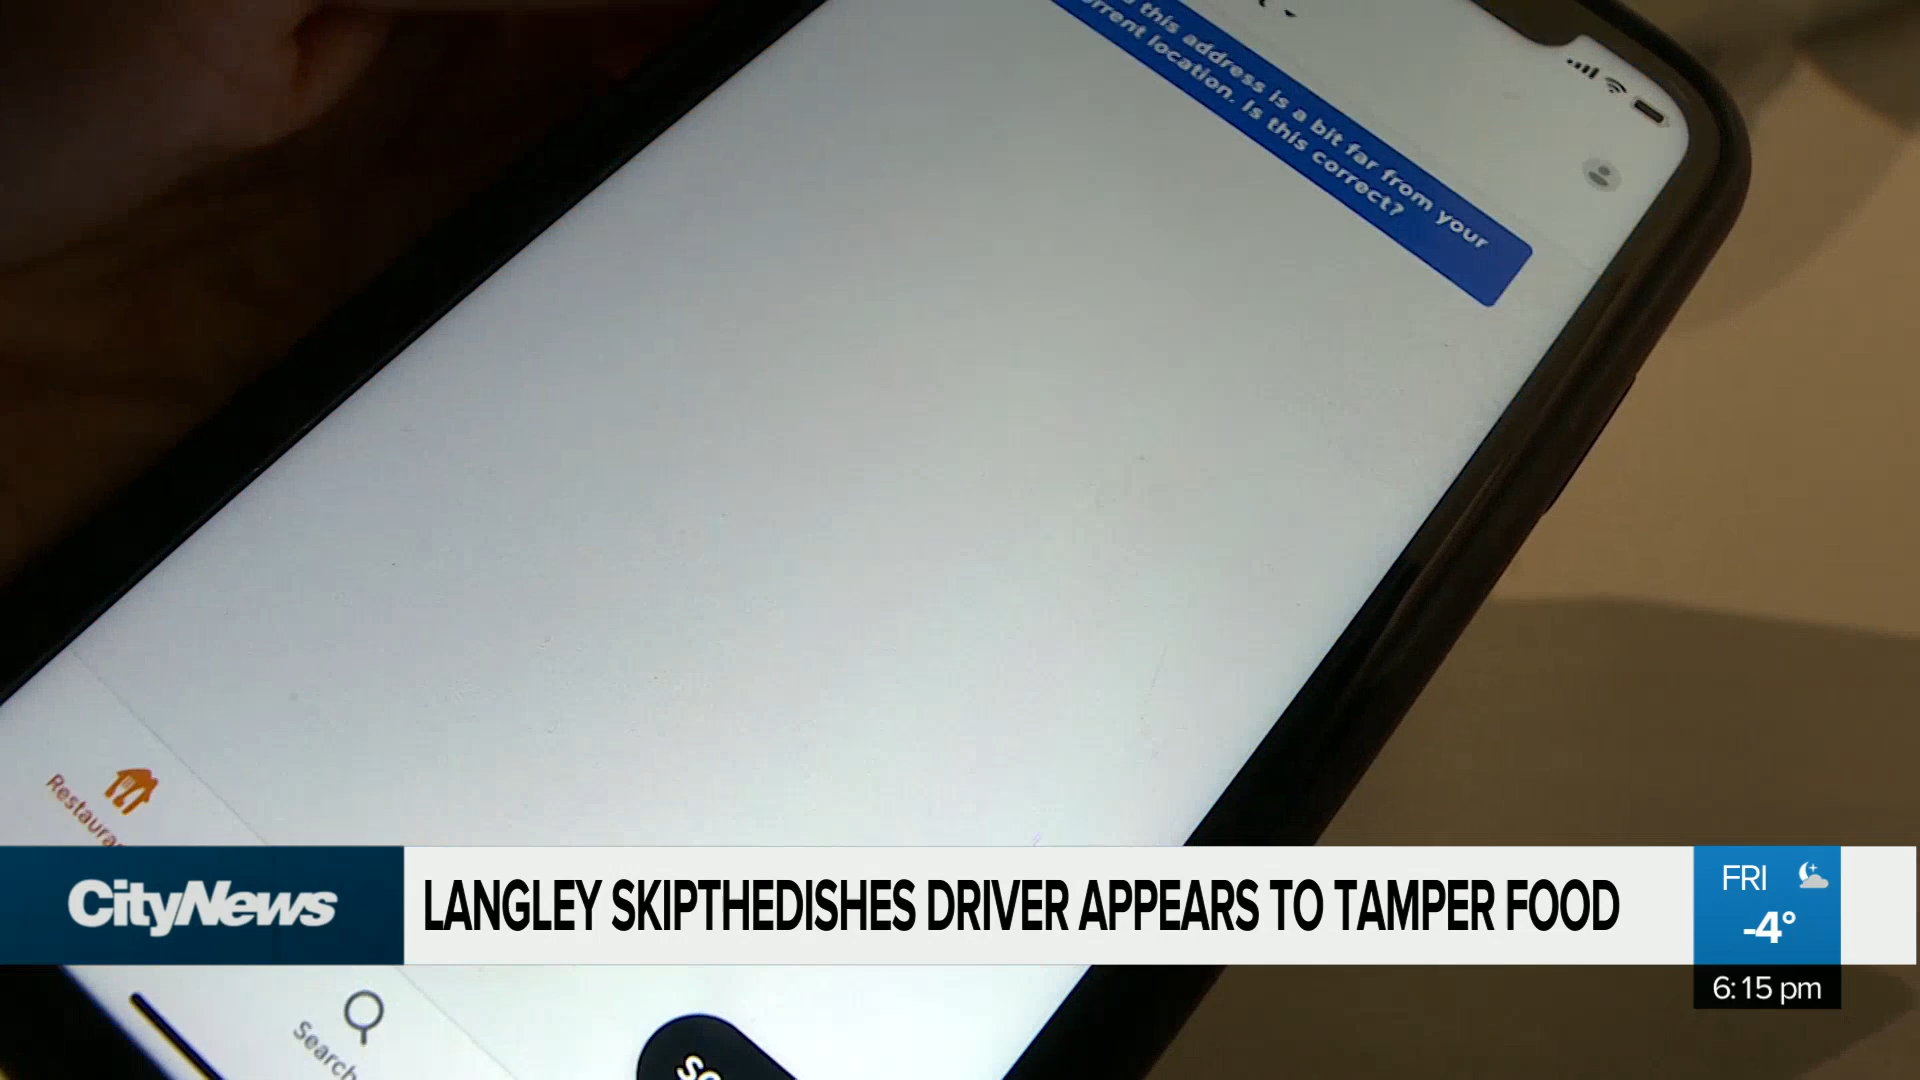 this address is a bit far from your
location. Is this correct?
Search
CityNews
LANGLEY SKIPTHEDISHES DRIVER APPEARS TO TAMPER FOOD
FRI
-4°
6:15 pm